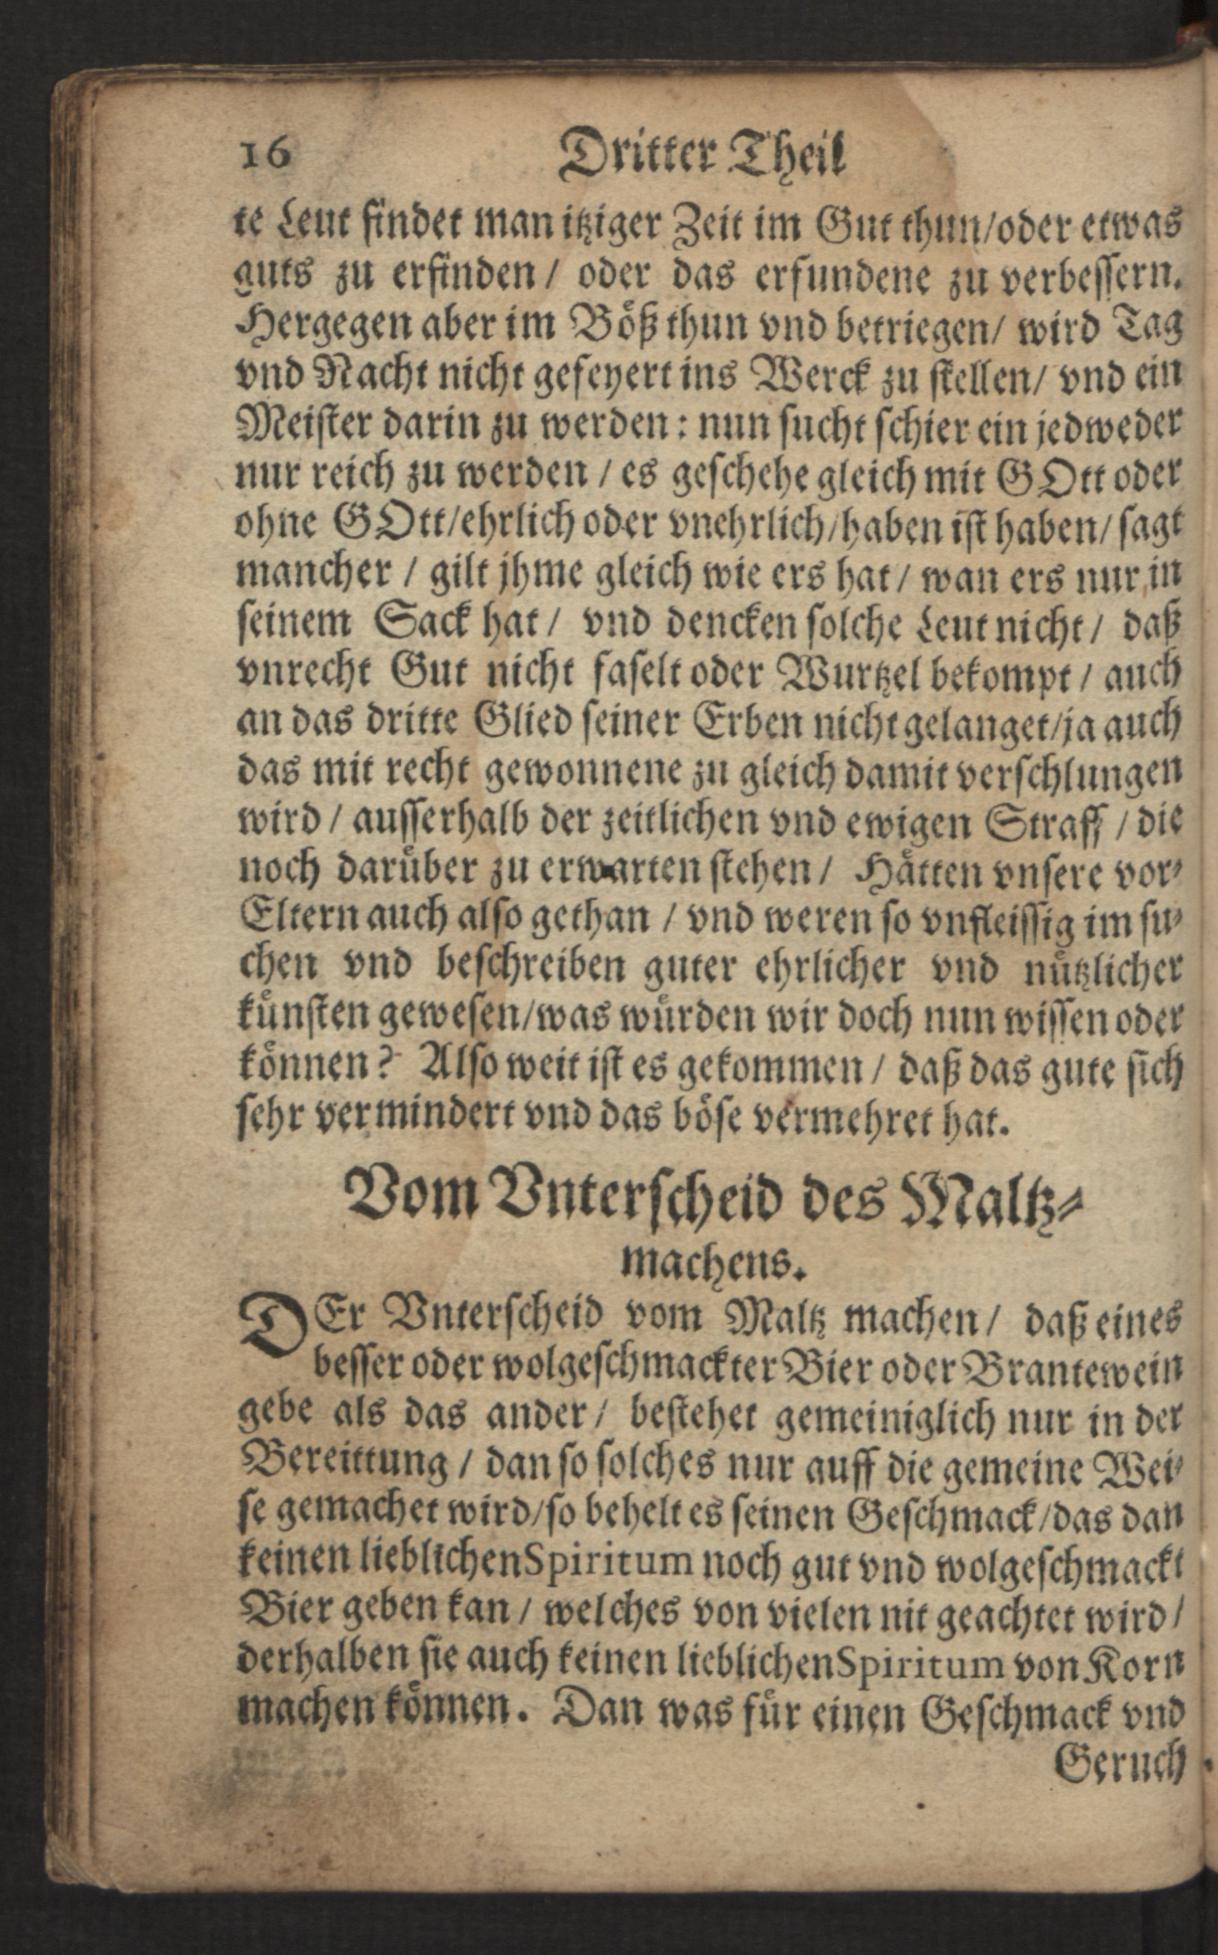 16 Dritter Theil
te Leut findet man itziger Zeit im Gut thun/oder etwas
guts zu erfinden / oder das erfundene zu verbessern.
Hergegen aber im Böß thun vnd betriegen/ wird Tag
vnd Nacht nicht gefeyert ins Werck zu stellen/ vnd ein
Meister darin zu werden : nun sucht schier ein jedweder
nur reich zu werden / es geschehe gleich mit GOtt oder
ohne GOtt/ehrlich oder vnehrlich/haben ist haben/ sagt
mancher / gilt jhme gleich wie ers hat / wan ers nur in
seinem Sack hat / vnd dencken solche Leut nicht / daß
vnrecht Gut nicht faselt oder Wurtzel bekompt / auch
an das dritte Glied seiner Erben nicht gelanget/ja auch
das mit recht gewonnene zu gleich damit verschlungen
wird / ausserhalb der zeitlichen vnd ewigen Straff / die
noch darüber zu erwarten stehen / Hätten vnsere vor-
Eltern auch also gethan / vnd weren so vnfleissig im su-
chen vnd beschreiben guter ehrlicher vnd nützlicher
künsten gewesen/was würden wir doch nun wissen oder
können? Also weit ist es gekommen / daß das gute sich
sehr vermindert vnd das böse vermehret hat.
Vom Vnterscheid des Maltz-
machens.
DEr Vnterscheid vom Maltz machen / daß eines
besser oder wolgeschmackter Bier oder Brantewein
gebe als das ander / bestehet gemeiniglich nur in der
Bereittung / dan so solches nur auff die gemeine Wei-
se gemachet wird/so behelt es seinen Geschmack/das dan
keinen lieblichen Spiritum noch gut vnd wolgeschmackt
Bier geben kan / welches von vielen nit geachtet wird /
derhalben sie auch keinen lieblichen Spiritum von Korn
machen können. Dan was für einen Geschmack vnd
Geruch